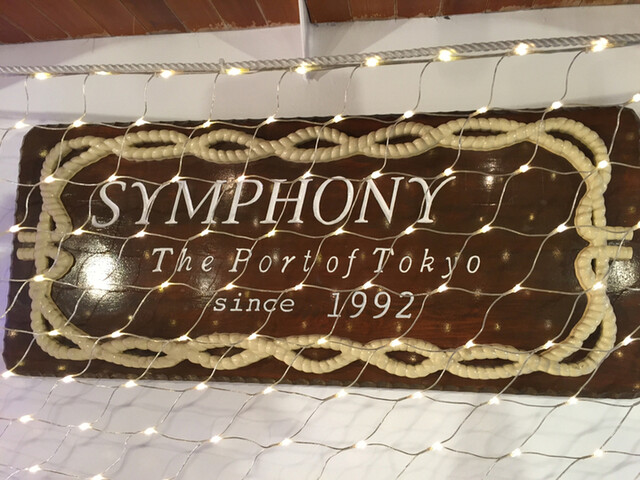 SYMPHONY
The Port of Tokyo
since 1992